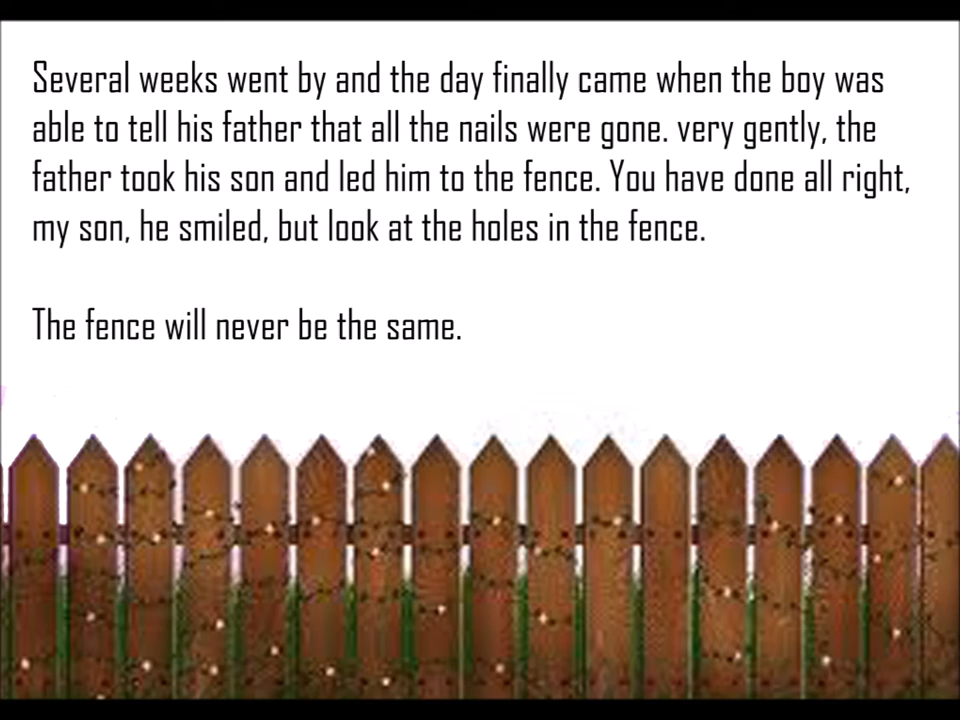 Several weeks went by and the day finally came when the boy was
able to tell his father that all the nails were gone. very gently, the
father took his son and led him to the fence. You have done all right,
my son, he smiled, but look at the holes in the fence.
The fence will never be the same.